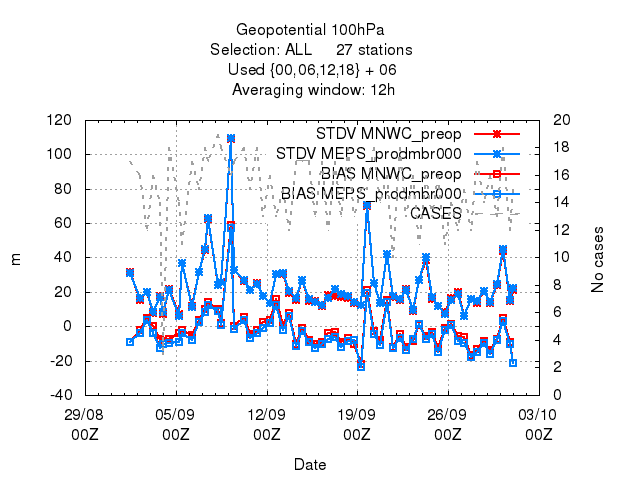 Geopotential 100hPa
Selection: ALL 27 stations
Used {00,06,12,18} + 06
Averaging window: 12h
120 20
STDV MNWC_preop
100 18
STDV MEPS_prodmbr000
16
80 BIAS MNWC_preop
14
BIAS MEPS_prodmbr000
60 CASES 12
40 10
20 8
0 6
-20 4
-40 2
0
m
No cases
29/08 05/09 12/09 19/09 26/09 03/10
00Z 00Z 00Z 00Z 00Z 00Z
Date